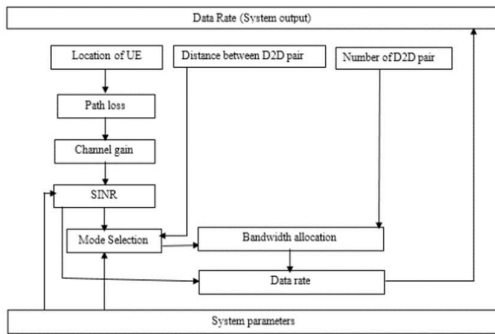 Data Rate (System output)
Location of UE
Distance between D2D pair
Number of D2D pair
Path loss
Channel gain
SINR
Mode Selection
Bandwidth allocation
Data rate
System parameters